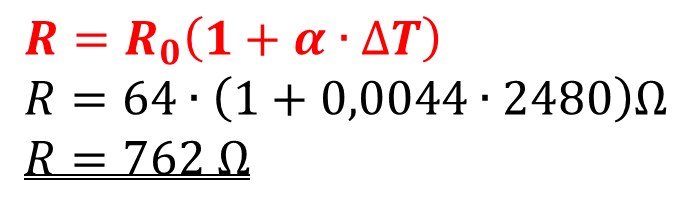 R = R₀(1 + α · ΔT)
R = 64 · (1 + 0,0044 · 2480)Ω
R = 762 Ω